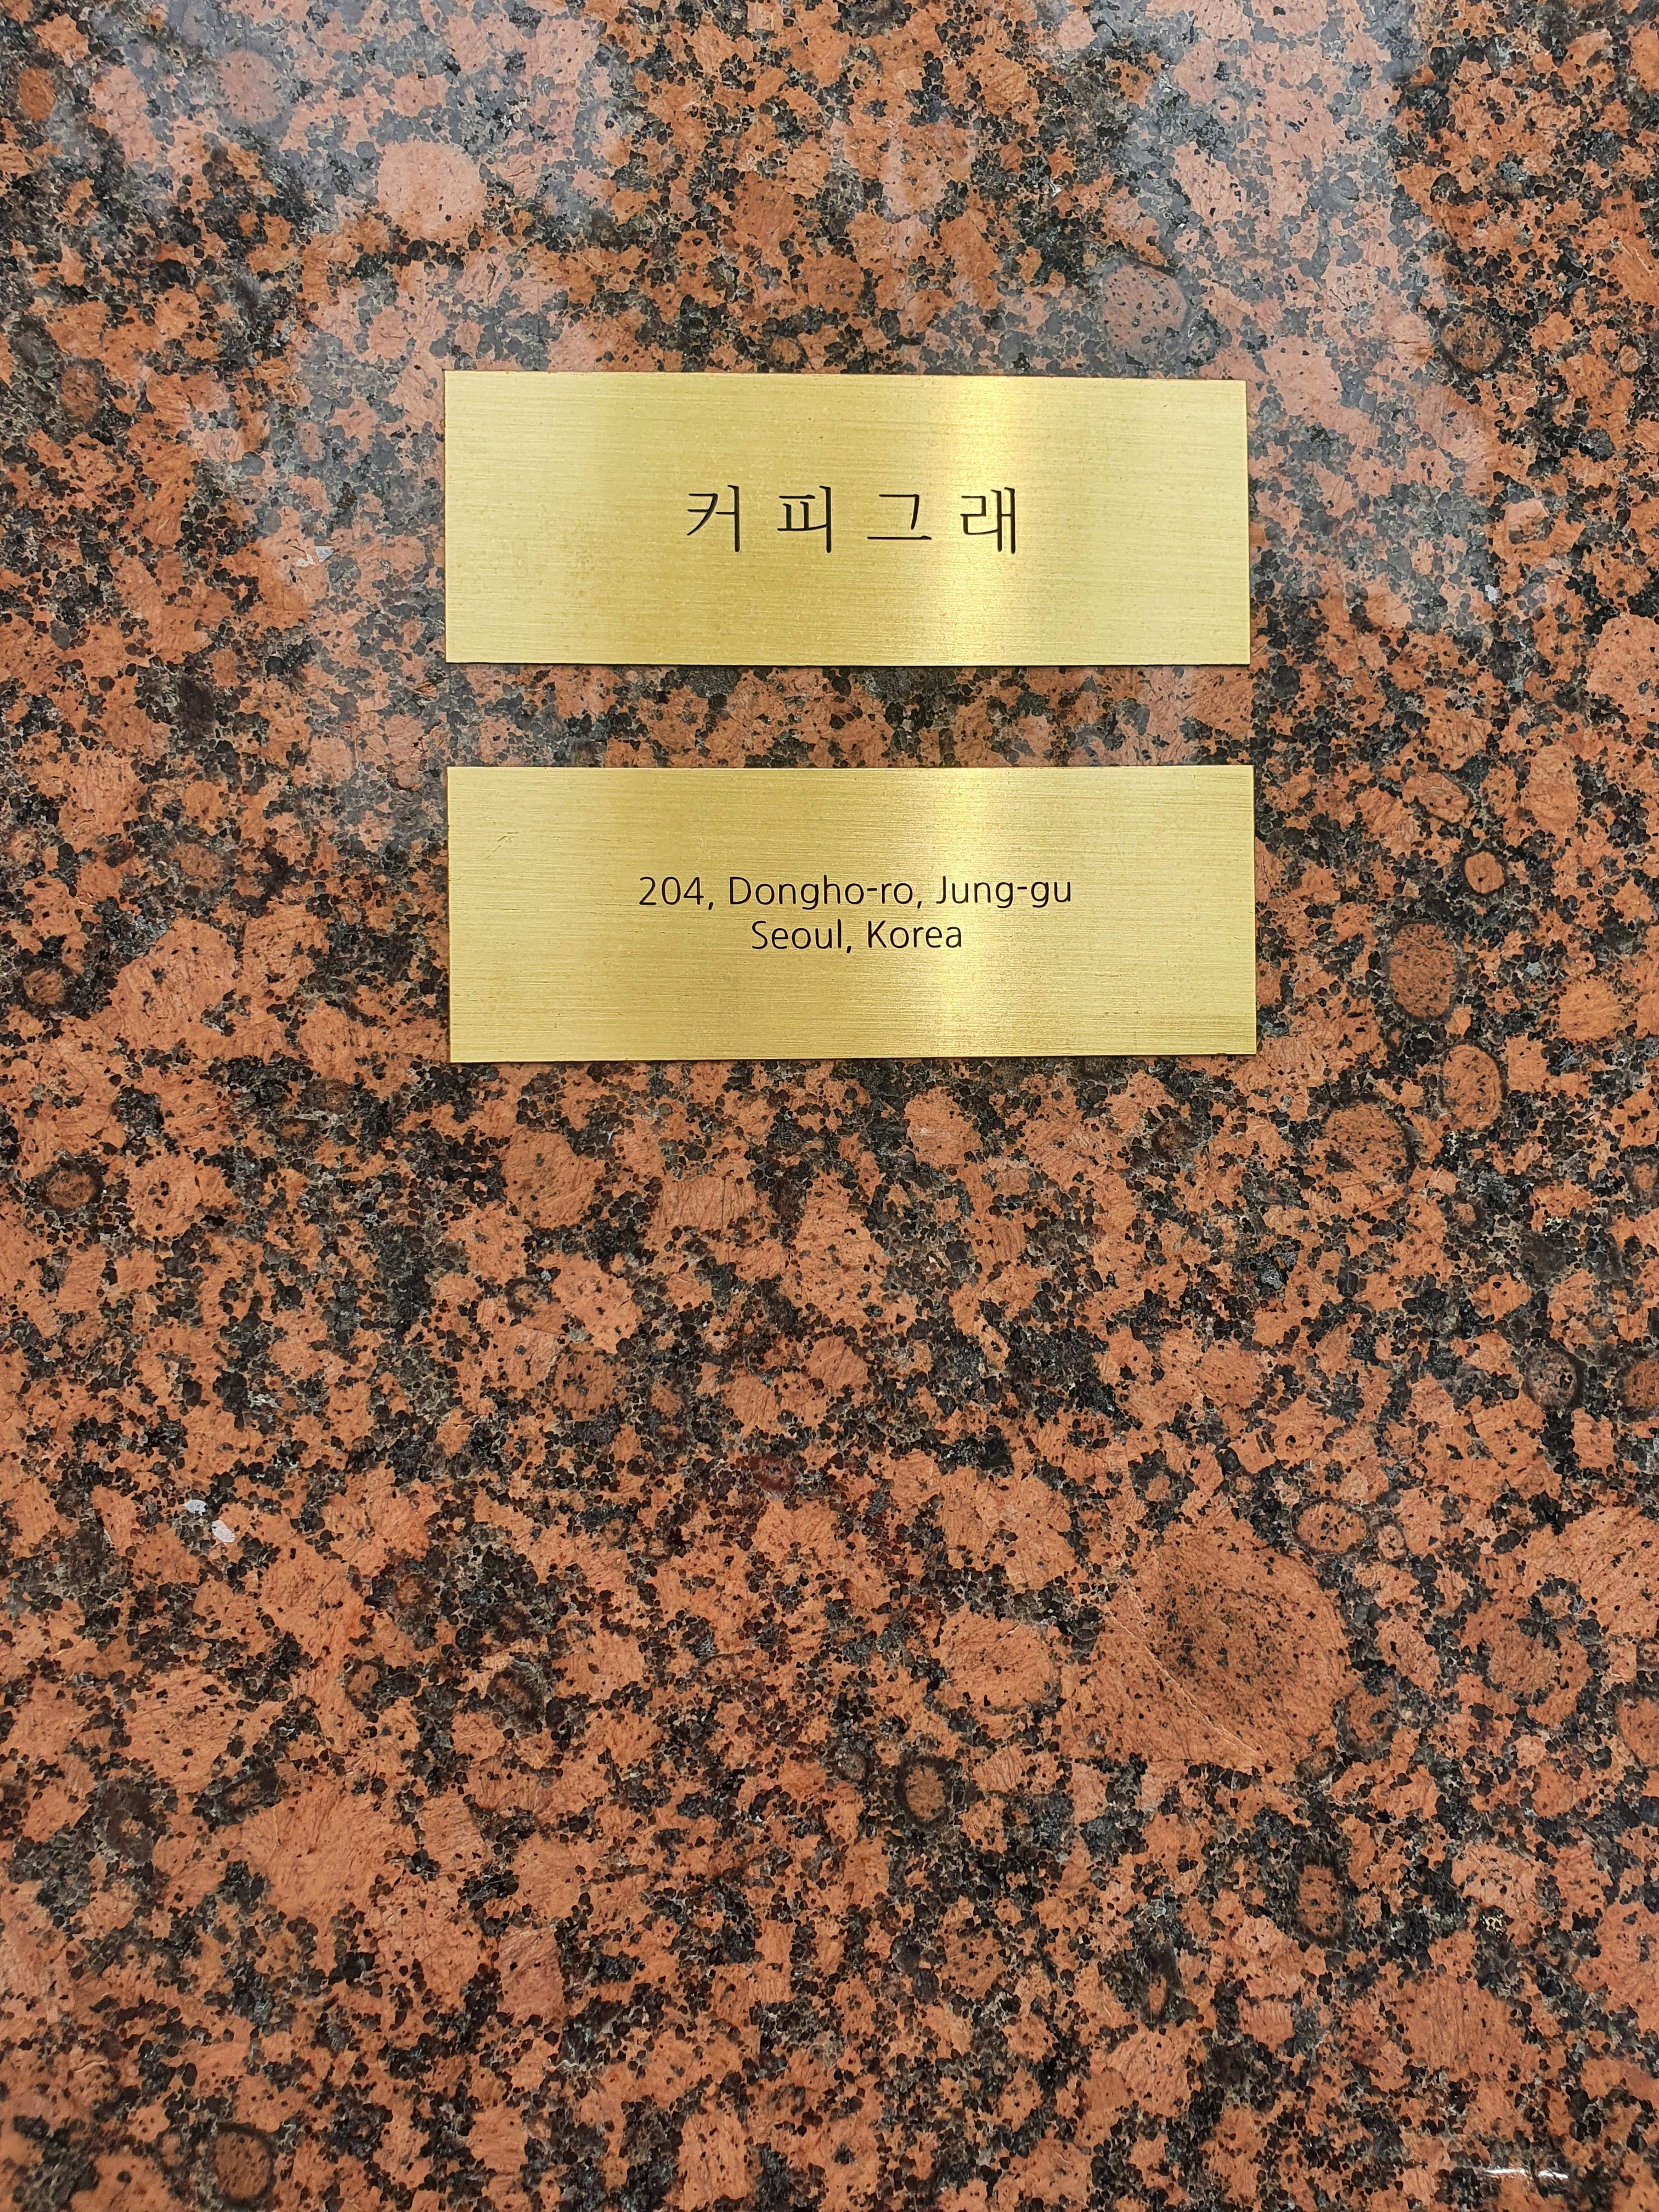 커피그래
204, Dongho-ro, Jung-gu
Seoul, Korea